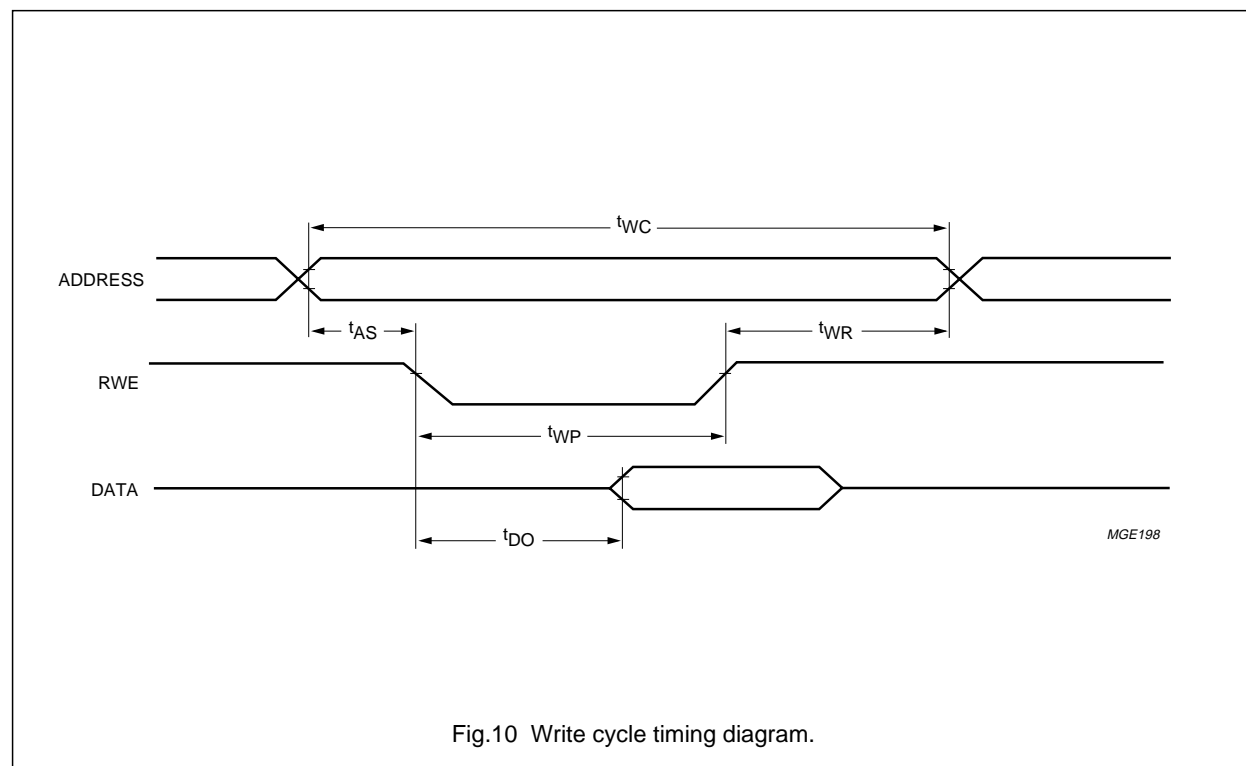 tWC
ADDRESS
tAS
tWR
RWE
tWP
DATA
tDO
MGE198
Fig.10 Write cycle timing diagram.